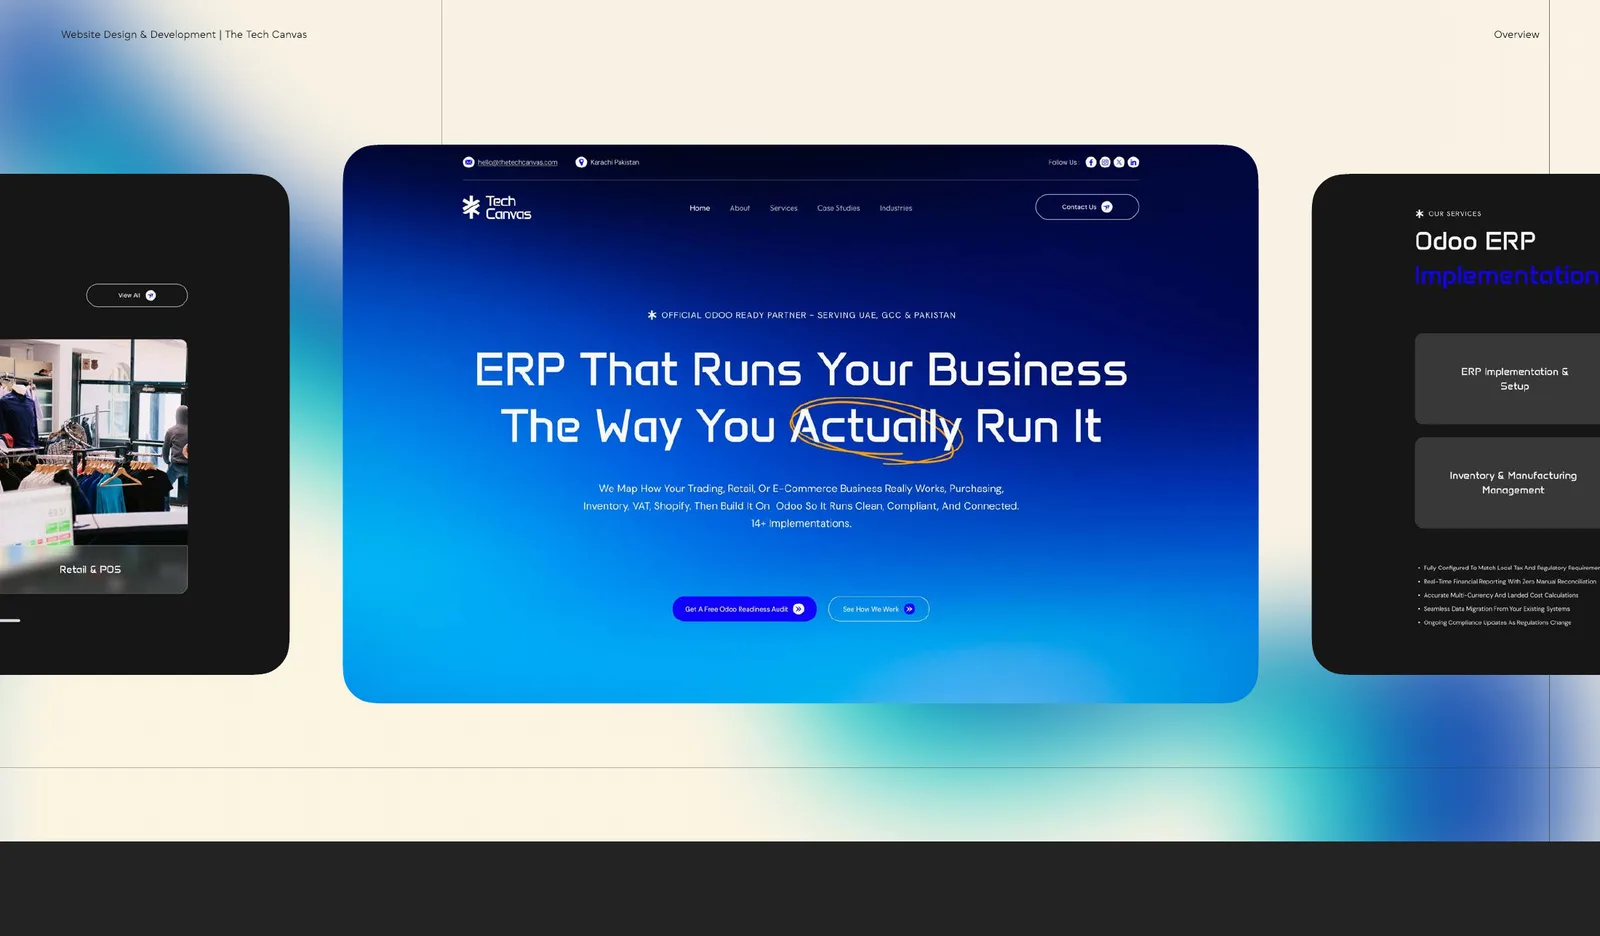 Website Design & Development | The Tech Canvas
Overview
View All
Retail & POS
hello@thetechcanvas.com
Karachi Pakistan
Follow Us
Tech
Canvas
Home
About
Services
Case Studies
Industries
Contact Us
OFFICIAL ODOO READY PARTNER – SERVING UAE, GCC & PAKISTAN
ERP That Runs Your Business
The Way You Actually Run It
We Map How Your Trading, Retail, Or E-Commerce Business Really Works, Purchasing,
Inventory, VAT, Shopify. Then Build It On Odoo So It Runs Clean, Compliant, And Connected.
14+ Implementations.
Get A Free Odoo Readiness Audit
See How We Work
OUR SERVICES
Odoo ERP
Implementation
ERP Implementation &
Setup
Inventory & Manufacturing
Management
• Fully Configured To Match Local Tax And Regulatory Requiremen
• Real-Time Financial Reporting With Zero Manual Reconciliation
• Accurate Multi-Currency And Landed Cost Calculations
• Seamless Data Migration From Your Existing Systems
• Ongoing Compliance Updates As Regulations Change